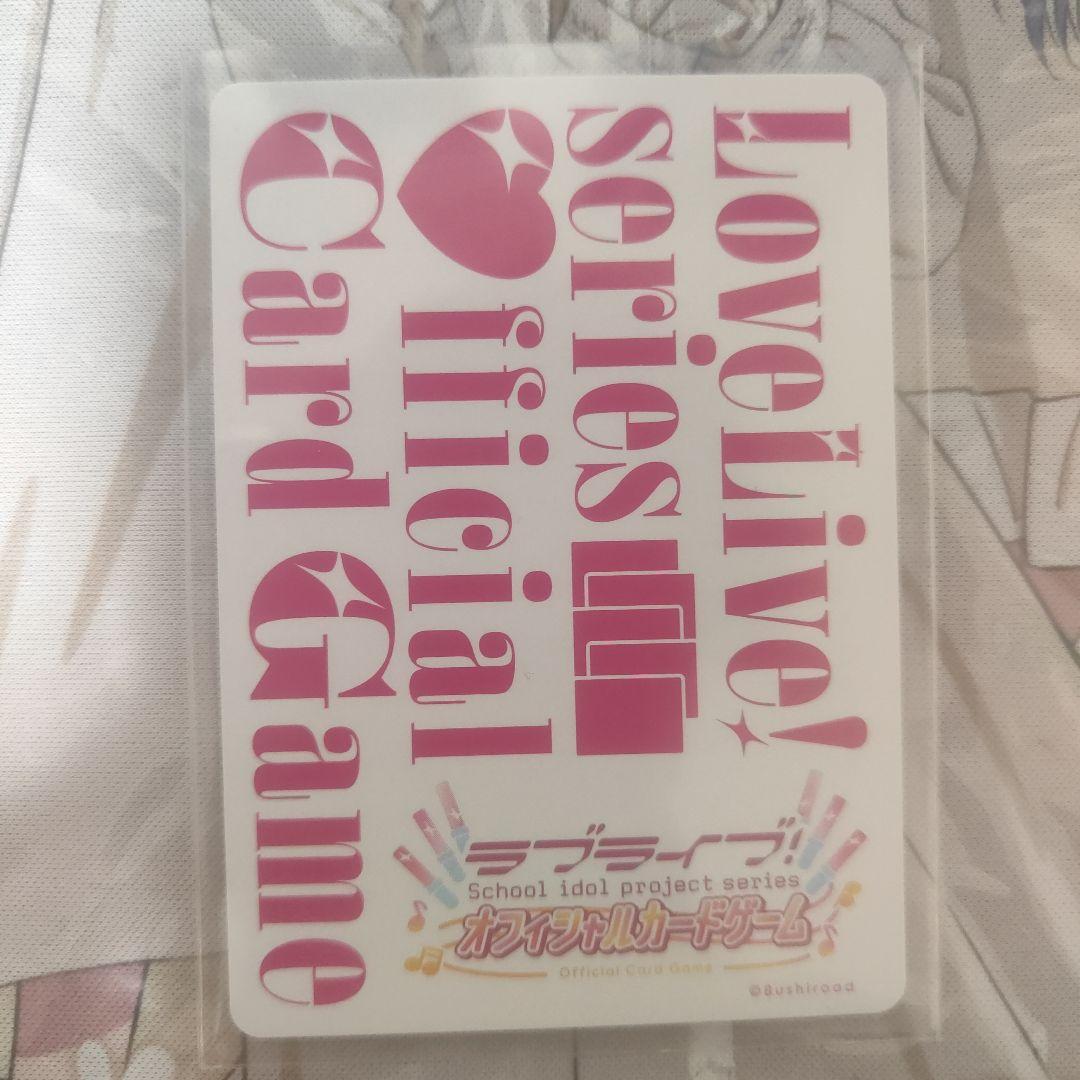 LoveLive!
series
Official
Card Game
ラブライブ!
School idol project series
オフィシャルカードゲーム
Official Card Game
©Bushiroad